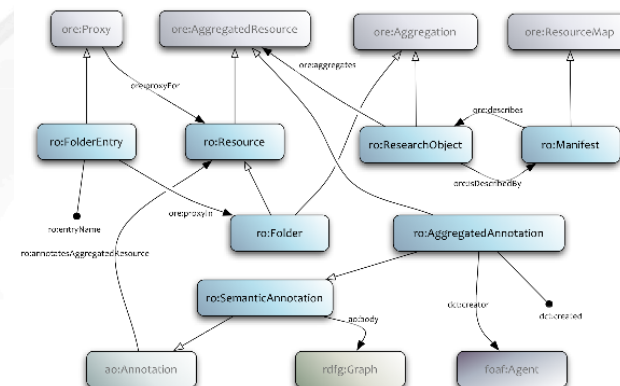 ore:Proxy
ore:AggregatedResource
ore:Aggregation
ore:ResourceMap
ore:aggregates
ore:proxyFor
ore:describes
ro:FolderEntry
ro:Resource
ro:ResearchObject
ro:Manifest
ore:isDescribedBy
ore:proxyIn
ro:entryName
ro:Folder
ro:AggregatedAnnotation
ro:annotatesAggregatedResource
ro:SemanticAnnotation
dct:creator
dct:created
ao:body
ao:Annotation
rdfg:Graph
foaf:Agent